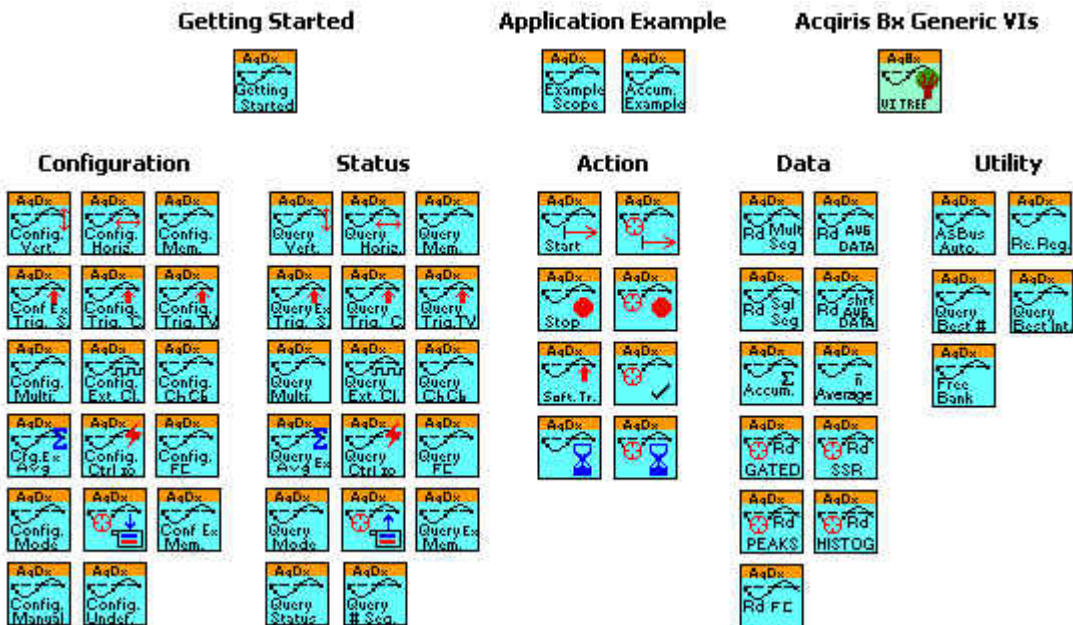 Getting Started Application Example Acqiris Bx Generic VIs
AqDx AqDx AqDx AqBx
Getting Started Example Scope Accum. Example VI TREE
Configuration Status Action Data Utility
AqDx AqDx AqDx AqDx AqDx AqDx AqDx AqDx AqDx AqDx AqDx AqDx
Config. Vert. Config. Horiz. Config. Mem. Query Vert. Query Horiz. Query Mem. Start Rd Mult Seg Rd AVG DATA ASBus Auto. Re. Reg.
AqDx AqDx AqDx AqDx AqDx AqDx AqDx AqDx AqDx AqDx AqDx AqDx
Conf Ex Trig. S Config. Trig. C Config. Trig.TV Query Ex Trig. S Query Trig. C Query Trig.TV Stop Rd Sgl Seg Rd shrt AVG DATA Query Best # Query Best Int.
AqDx AqDx AqDx AqDx AqDx AqDx AqDx AqDx AqDx AqDx AqDx
Config. Multi. Config. Ext. Cl. Config. Ch Cb Query Multi. Query Ext. Cl. Query Ch Cb Soft. Tr. Accum. Σ Average n Free Bank
AqDx AqDx AqDx AqDx AqDx AqDx AqDx AqDx AqDx AqDx
Cfg.Ex Avg Σ Config. Ctrl io Config. FC Query Avg Ex Σ Query Ctrl io Query FC Rd GATED Rd SSR
AqDx AqDx AqDx AqDx AqDx AqDx AqDx AqDx
Config. Mode Conf Ex Mem. Query Mode Query Ex Mem. Rd PEAKS Rd HISTOG
AqDx AqDx AqDx AqDx AqDx
Config. Manual Config. Undef. Query Status Query # Seg. Rd FC